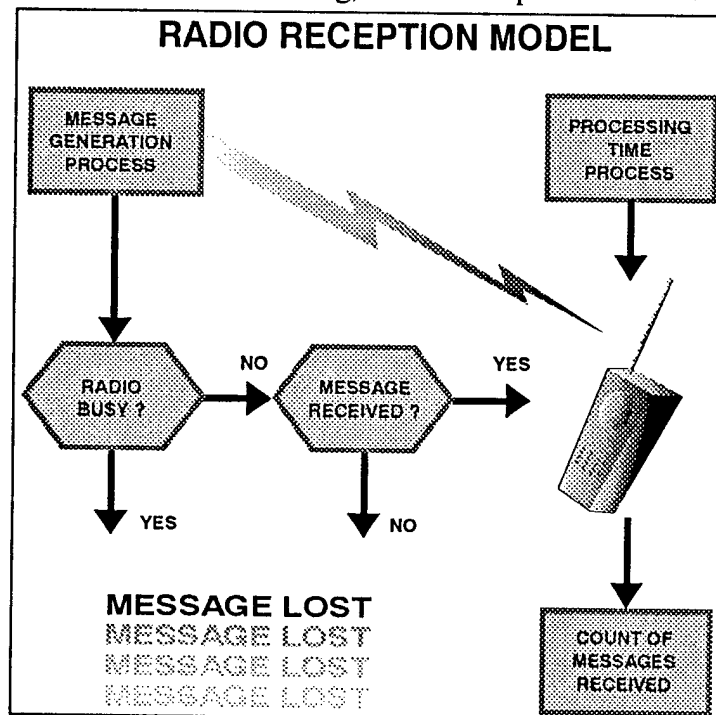 RADIO RECEPTION MODEL
MESSAGE
GENERATION
PROCESS
PROCESSING
TIME
PROCESS
RADIO
BUSY ?
NO
MESSAGE
RECEIVED ?
YES
YES
NO
MESSAGE LOST
MESSAGE LOST
MESSAGE LOST
MESSAGE LOST
COUNT OF
MESSAGES
RECEIVED